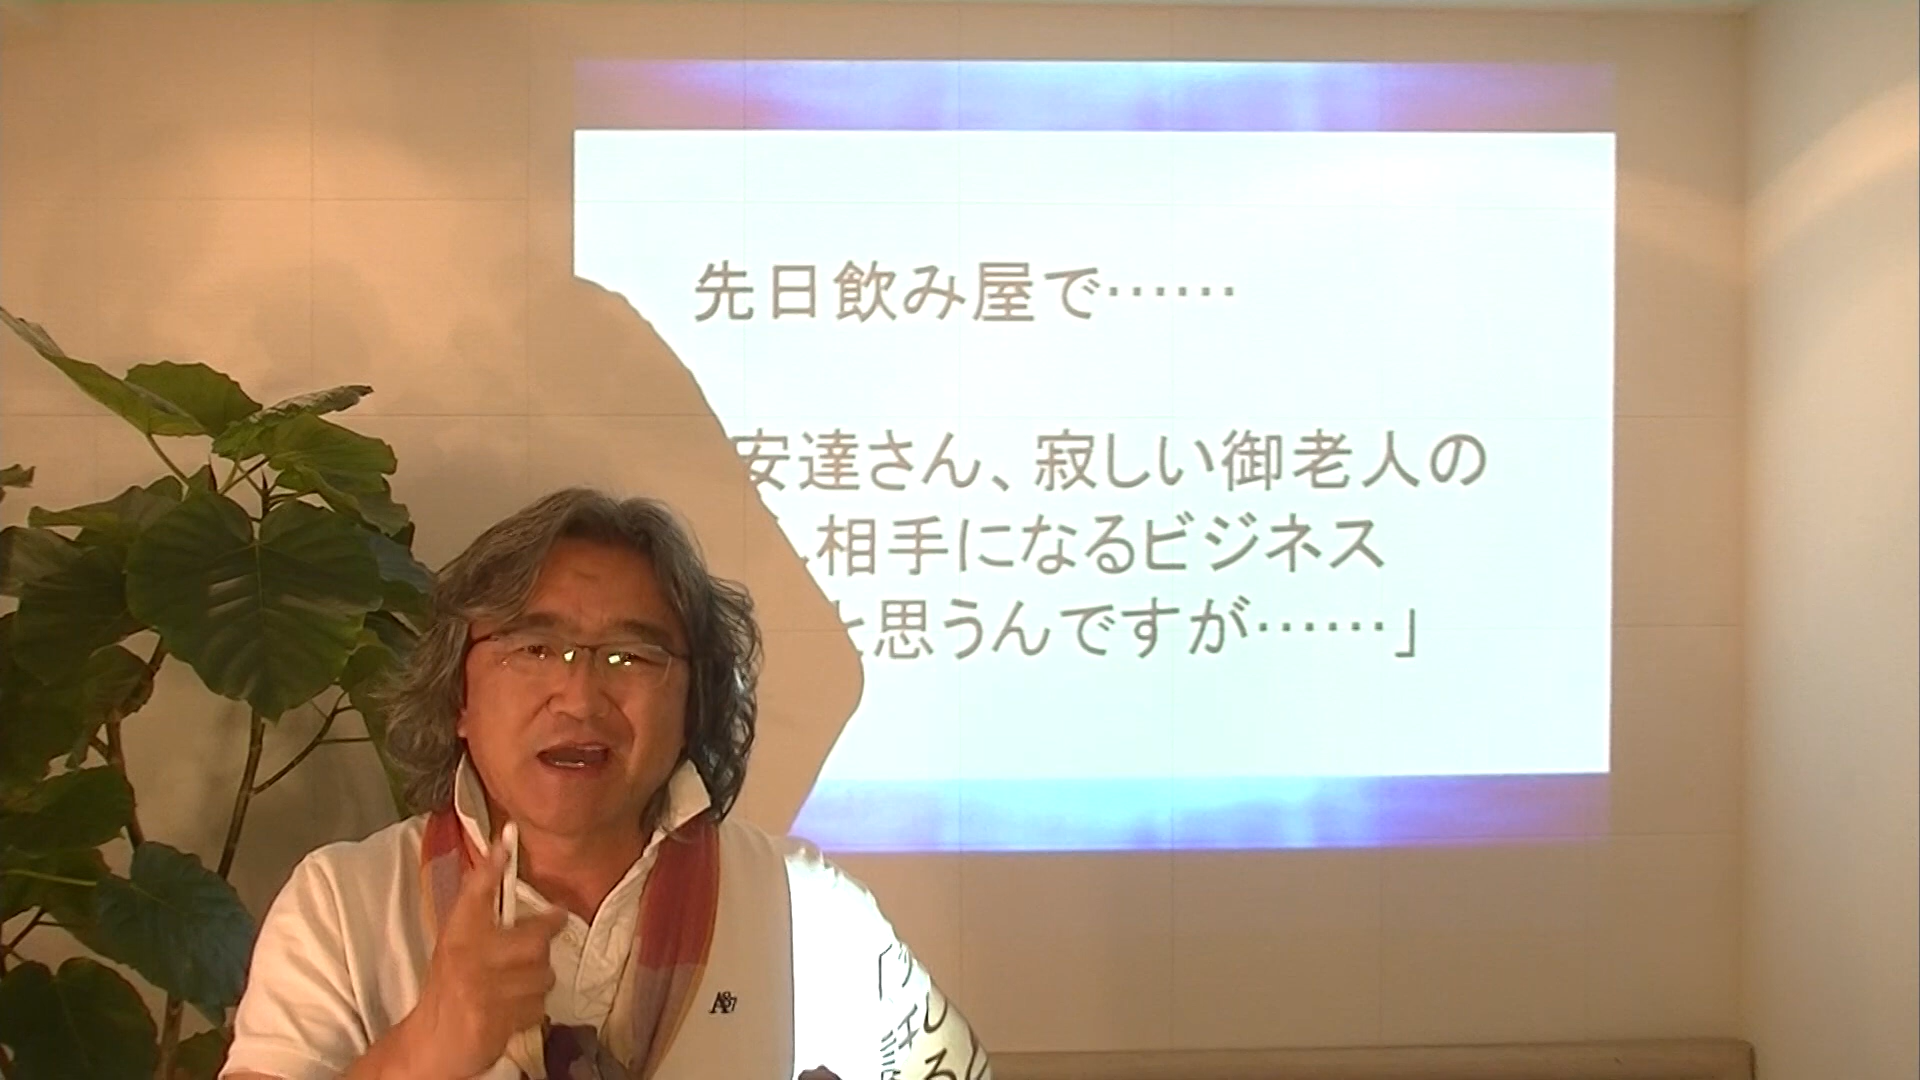 先日飲み屋で……
安達さん、寂しい御老人の
相手になるビジネス
と思うんですが……」
A87